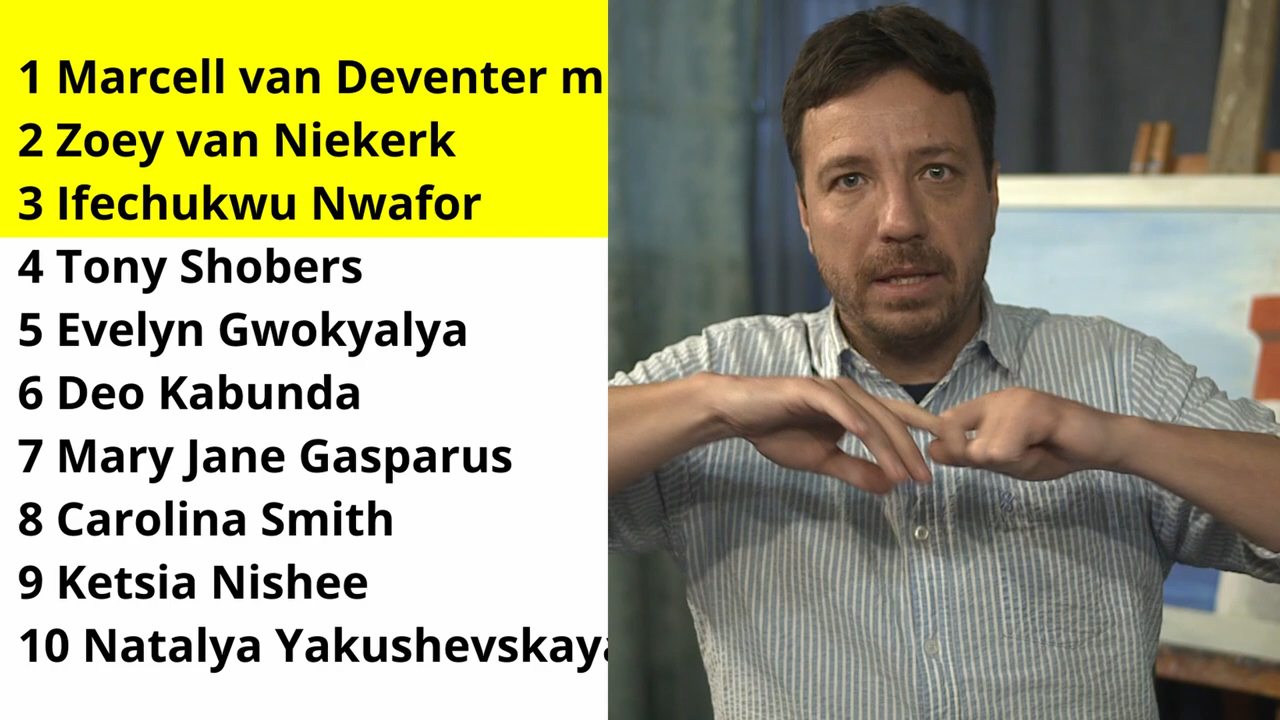 1 Marcell van Deventer m
2 Zoey van Niekerk
3 Ifechukwu Nwafor
4 Tony Shobers
5 Evelyn Gwokyalya
6 Deo Kabunda
7 Mary Jane Gasparus
8 Carolina Smith
9 Ketsia Nishee
10 Natalya Yakushevskaya